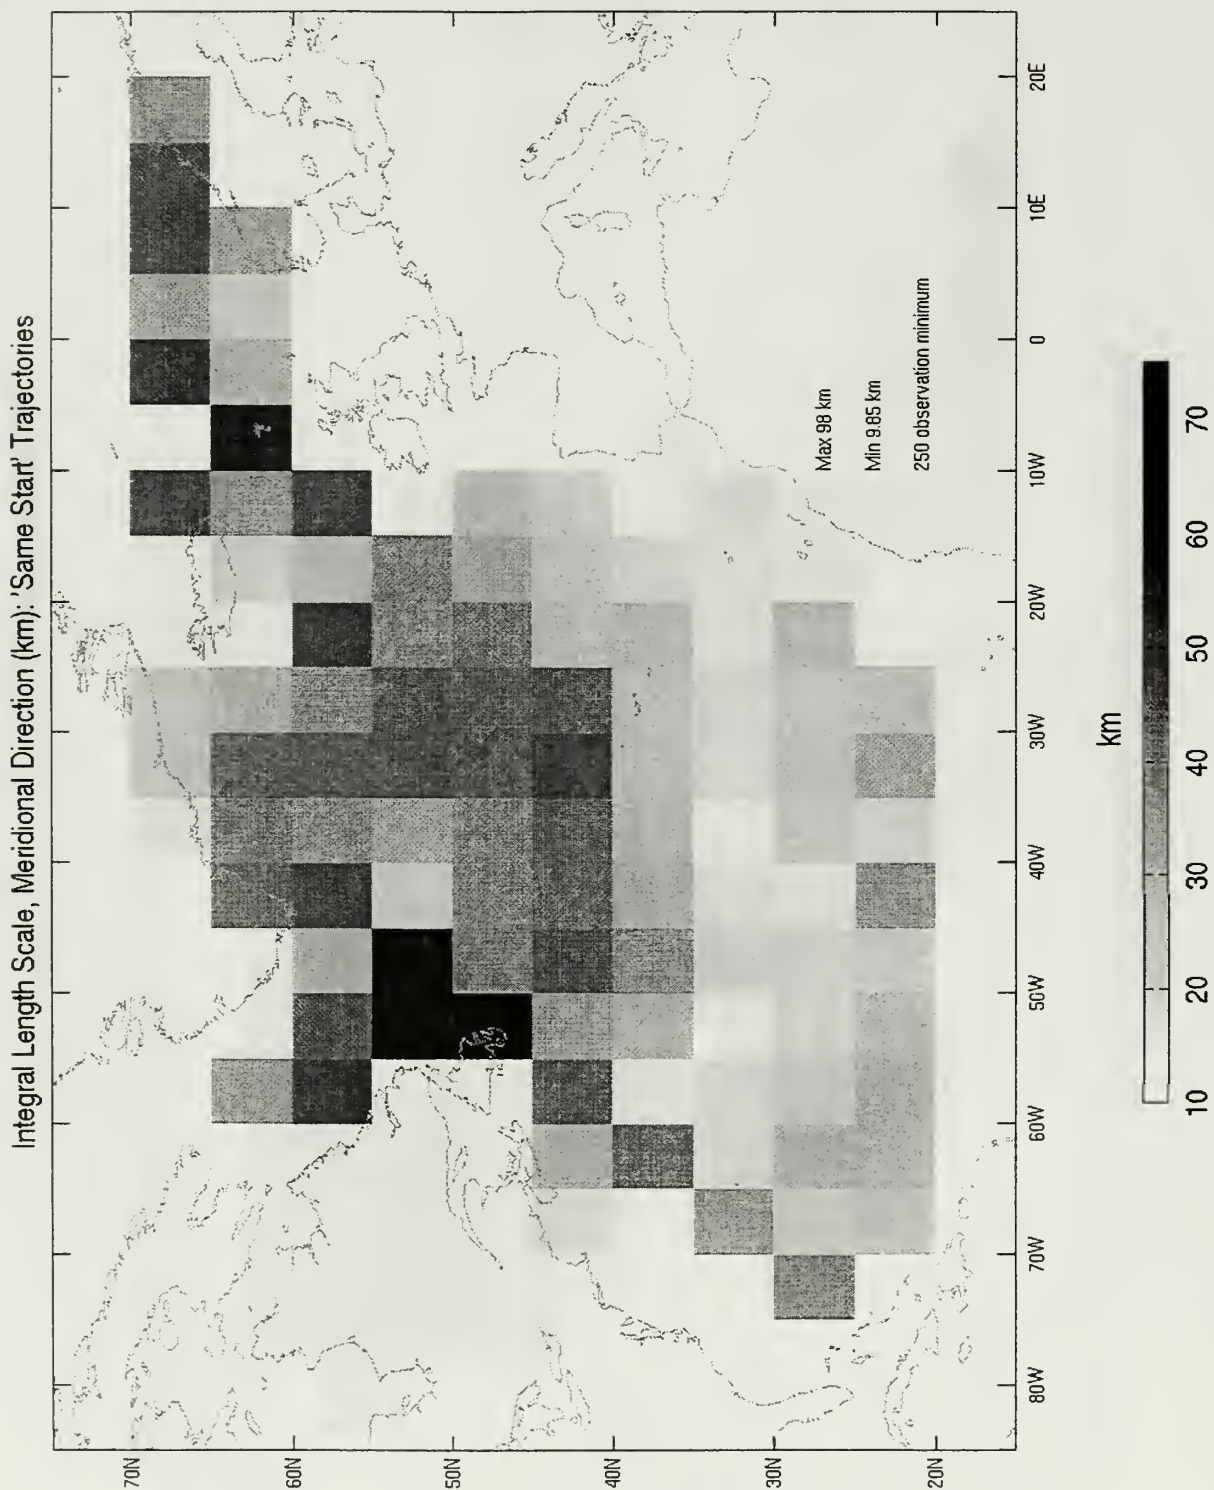 Integral Length Scale, Meridional Direction (km): 'Same Start' Trajectories
70N
60N
50N
40N
30N
20N
80W
70W
60W
50W
40W
30W
20W
10W
0
10E
20E
Max 98 km
Min 9.85 km
250 observation minimum
km
10
20
30
40
50
60
70